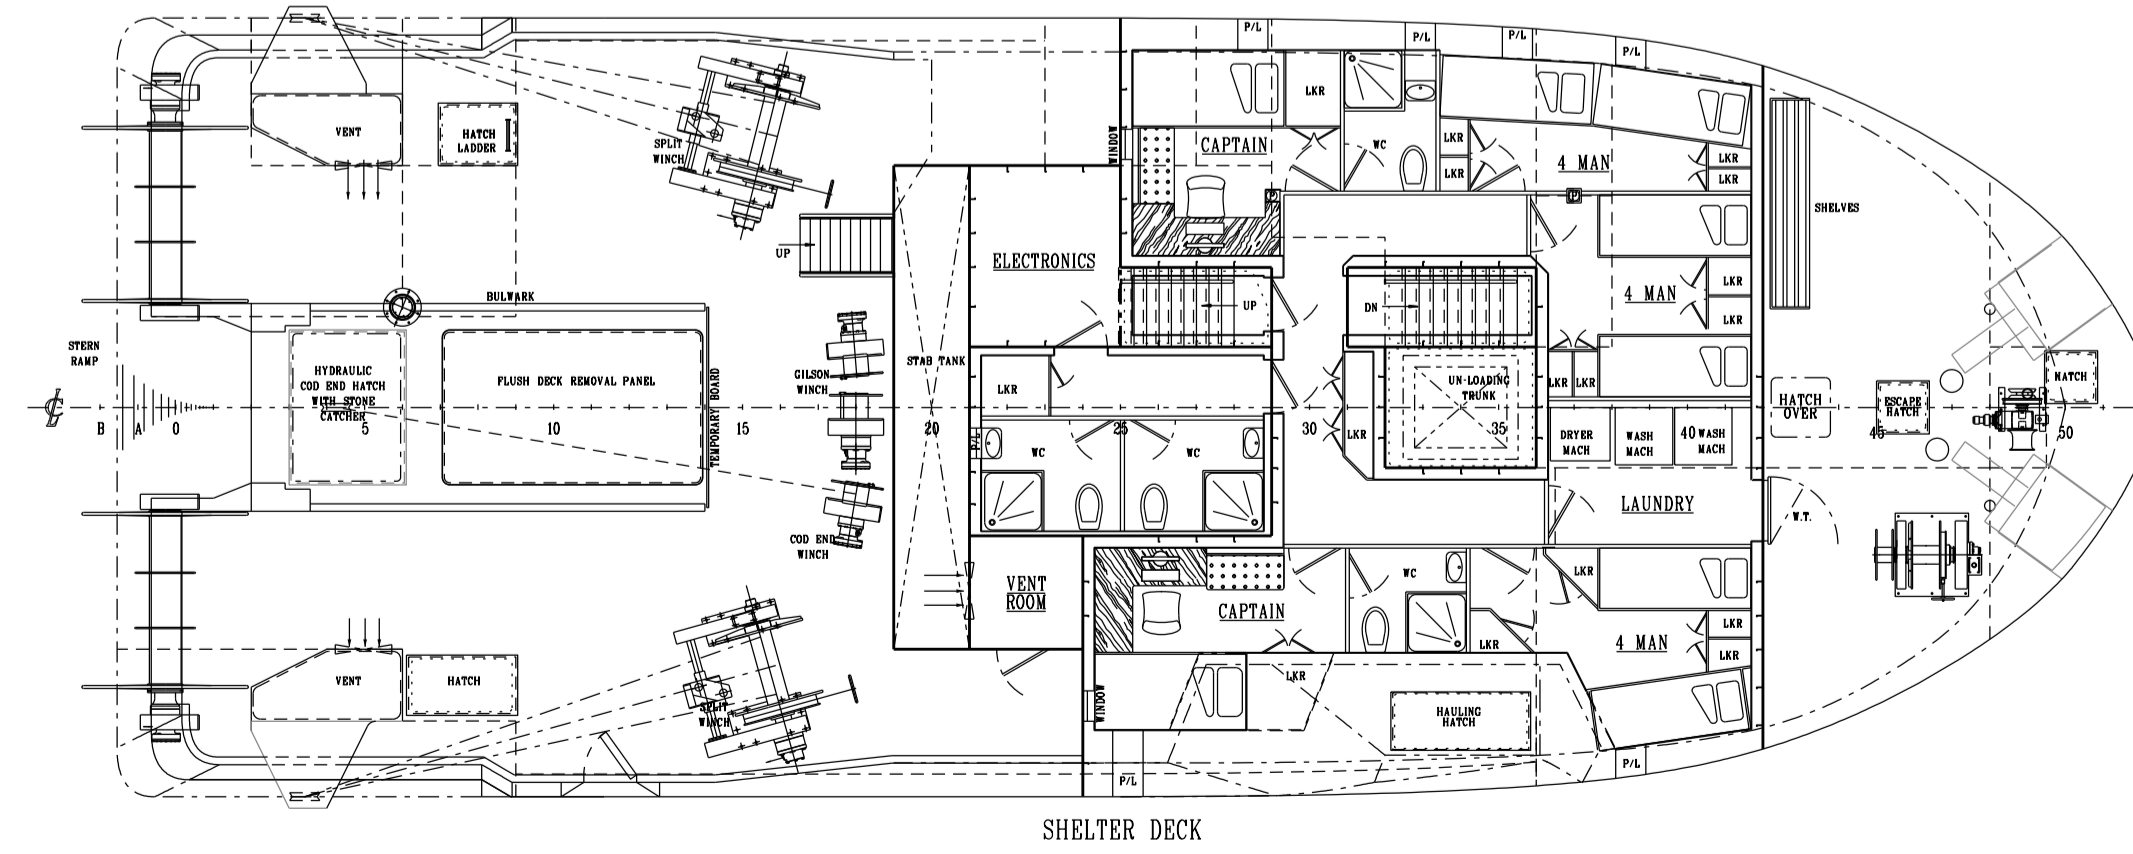 P/L
P/L
P/L
P/L
VENT
HATCH
LADDER
SPLIT
WINCH
WINDOW
LKR
CAPTAIN
WC
LKR
LKR
4 MAN
LKR
LKR
P
P
SHELVES
UP
ELECTRONICS
UP
DN
4 MAN
LKR
LKR
BULWARK
STERN
RAMP
HYDRAULIC
COD END HATCH
WITH STONE
CATCHER
FLUSH DECK REMOVAL PANEL
TEMPORARY BOARD
GILSON
WINCH
STAB TANK
LKR
UN-LOADING
TRUNK
LKR
LKR
HATCH
OVER
ESCAPE
HATCH
HATCH
CL
B
A
0
5
10
15
20
25
30
35
40
45
50
P/L
WC
WC
LKR
DRYER
MACH
WASH
MACH
WASH
MACH
LAUNDRY
W.T.
COD END
WINCH
VENT
ROOM
CAPTAIN
WC
LKR
LKR
4 MAN
LKR
LKR
VENT
HATCH
SPLIT
WINCH
WINDOW
LKR
HAULING
HATCH
P/L
P/L
SHELTER DECK